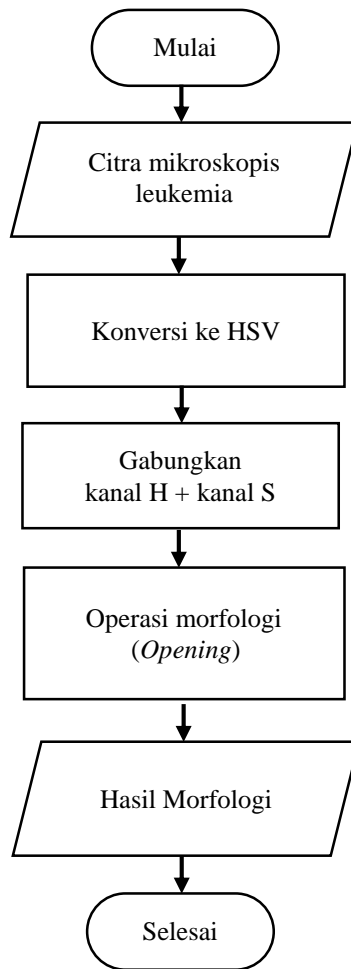 Mulai
Citra mikroskopis
leukemia
Konversi ke HSV
Gabungkan
kanal H + kanal S
Operasi morfologi
(Opening)
Hasil Morfologi
Selesai